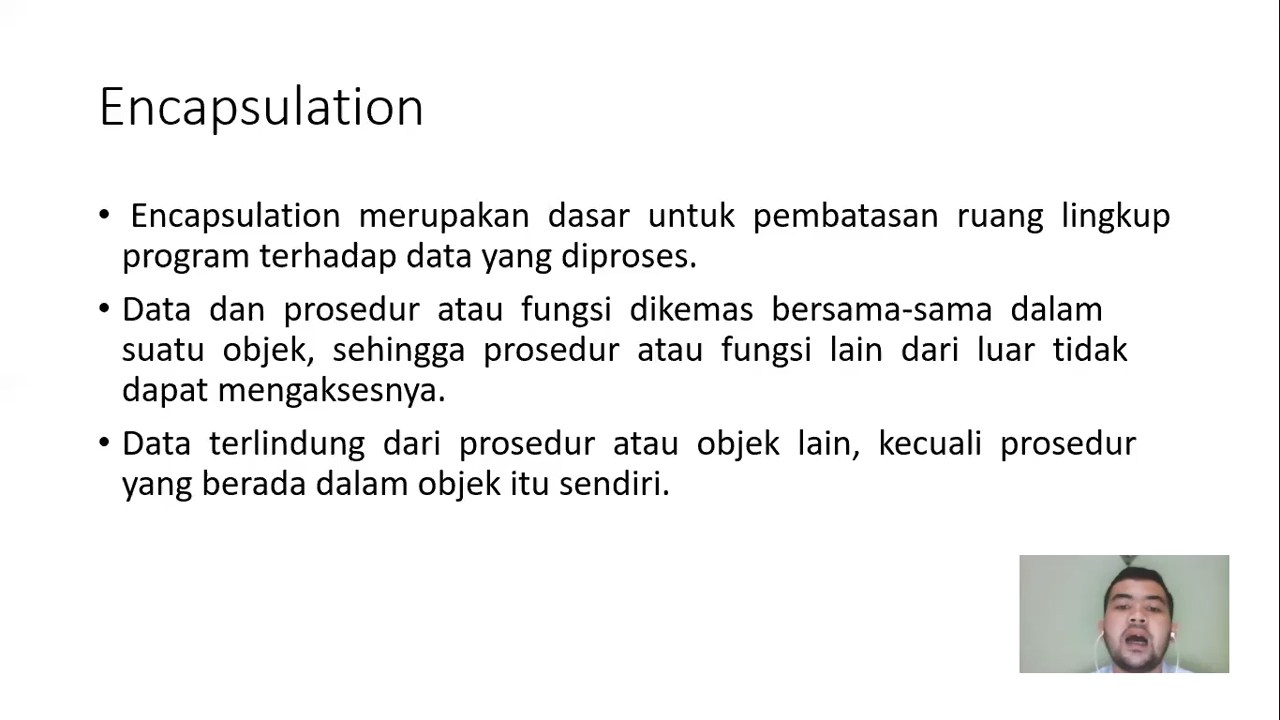 Encapsulation
• Encapsulation merupakan dasar untuk pembatasan ruang lingkup
program terhadap data yang diproses.
• Data dan prosedur atau fungsi dikemas bersama-sama dalam
suatu objek, sehingga prosedur atau fungsi lain dari luar tidak
dapat mengaksesnya.
• Data terlindung dari prosedur atau objek lain, kecuali prosedur
yang berada dalam objek itu sendiri.